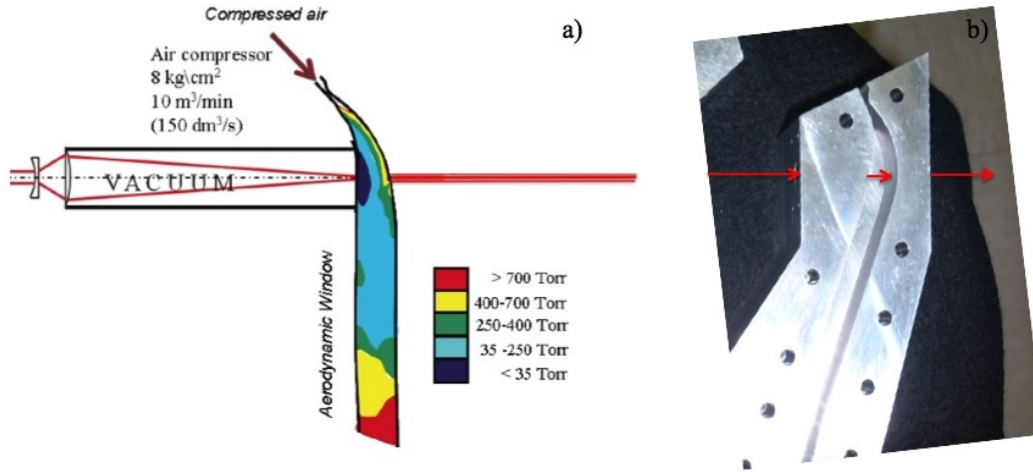 Compressed air
a)
b)
Air compressor
8 kg\cm²
10 m³/min
(150 dm³/s)
VACUUM
Aerodynamic Window
> 700 Torr
400-700 Torr
250-400 Torr
35 -250 Torr
< 35 Torr